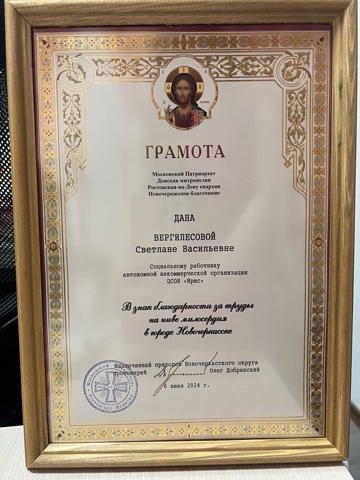 ГРАМОТА
Московский Патриархат
Донская митрополия
Ростовская-на-Дону епархия
Новочеркасское благочиние
ДАНА
ВЕРГИЛЕСОВОЙ
Светлане Васильевне
Социальному работнику
автономной некоммерческой организации
ЦСОН «Ирис»
В знак благодарности за труды
на ниве милосердия
в городе Новочеркасске
Благочинный приходов Новочеркасского округа
протоиерей Олег Добринский
6 июня 2024 г.